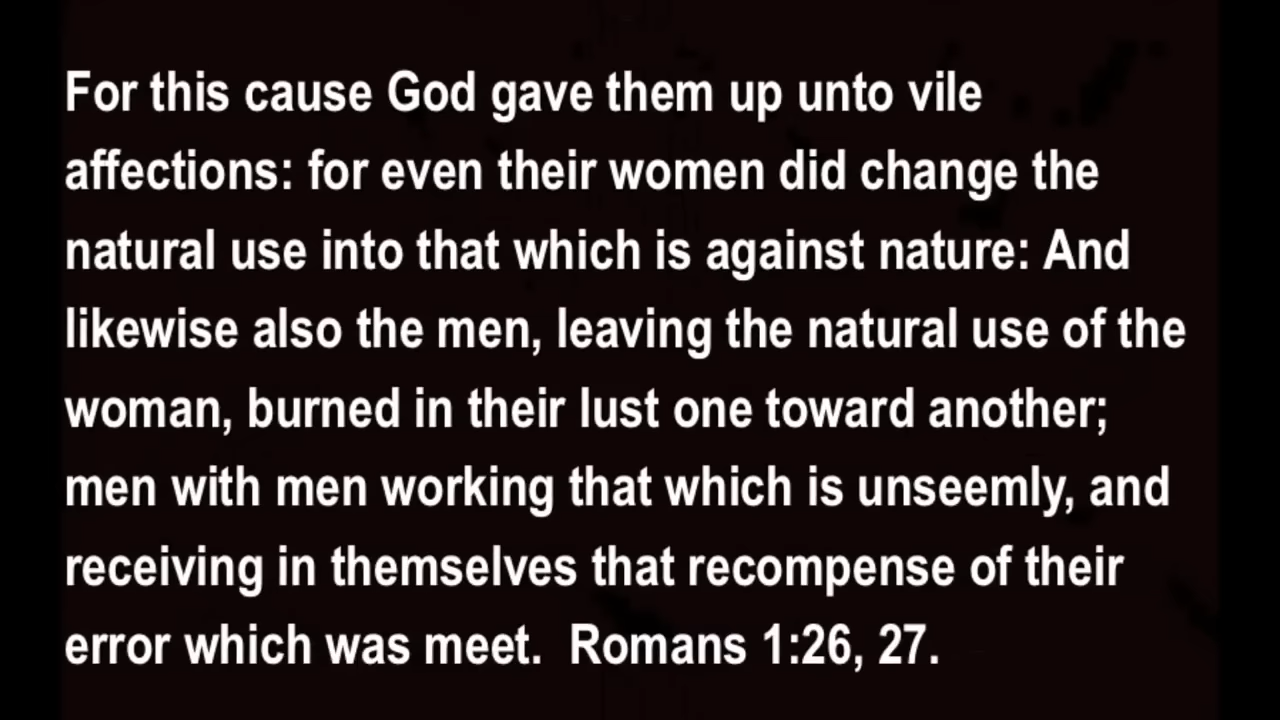 For this cause God gave them up unto vile
affections: for even their women did change the
natural use into that which is against nature: And
likewise also the men, leaving the natural use of the
woman, burned in their lust one toward another;
men with men working that which is unseemly, and
receiving in themselves that recompense of their
error which was meet.  Romans 1:26, 27.